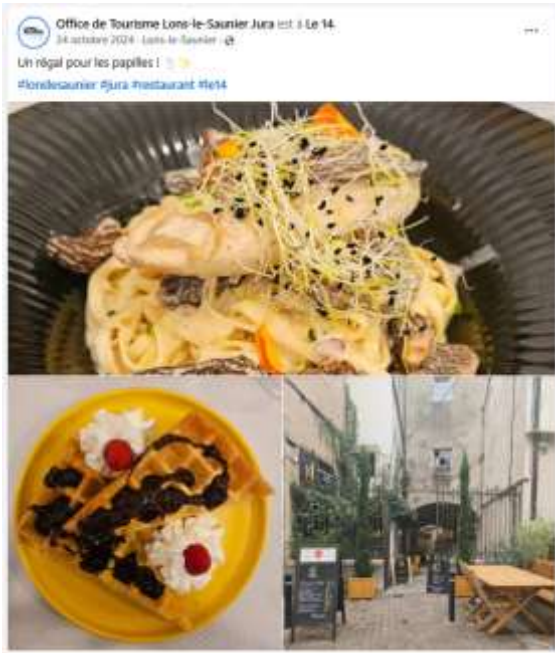 Office de Tourisme Lons-le-Saunier Jura est à Le 14.
24 octobre 2024 · Lons-le-Saunier ·
Un régal pour les papilles !
#lonslesaunier #jura #restaurant #le14